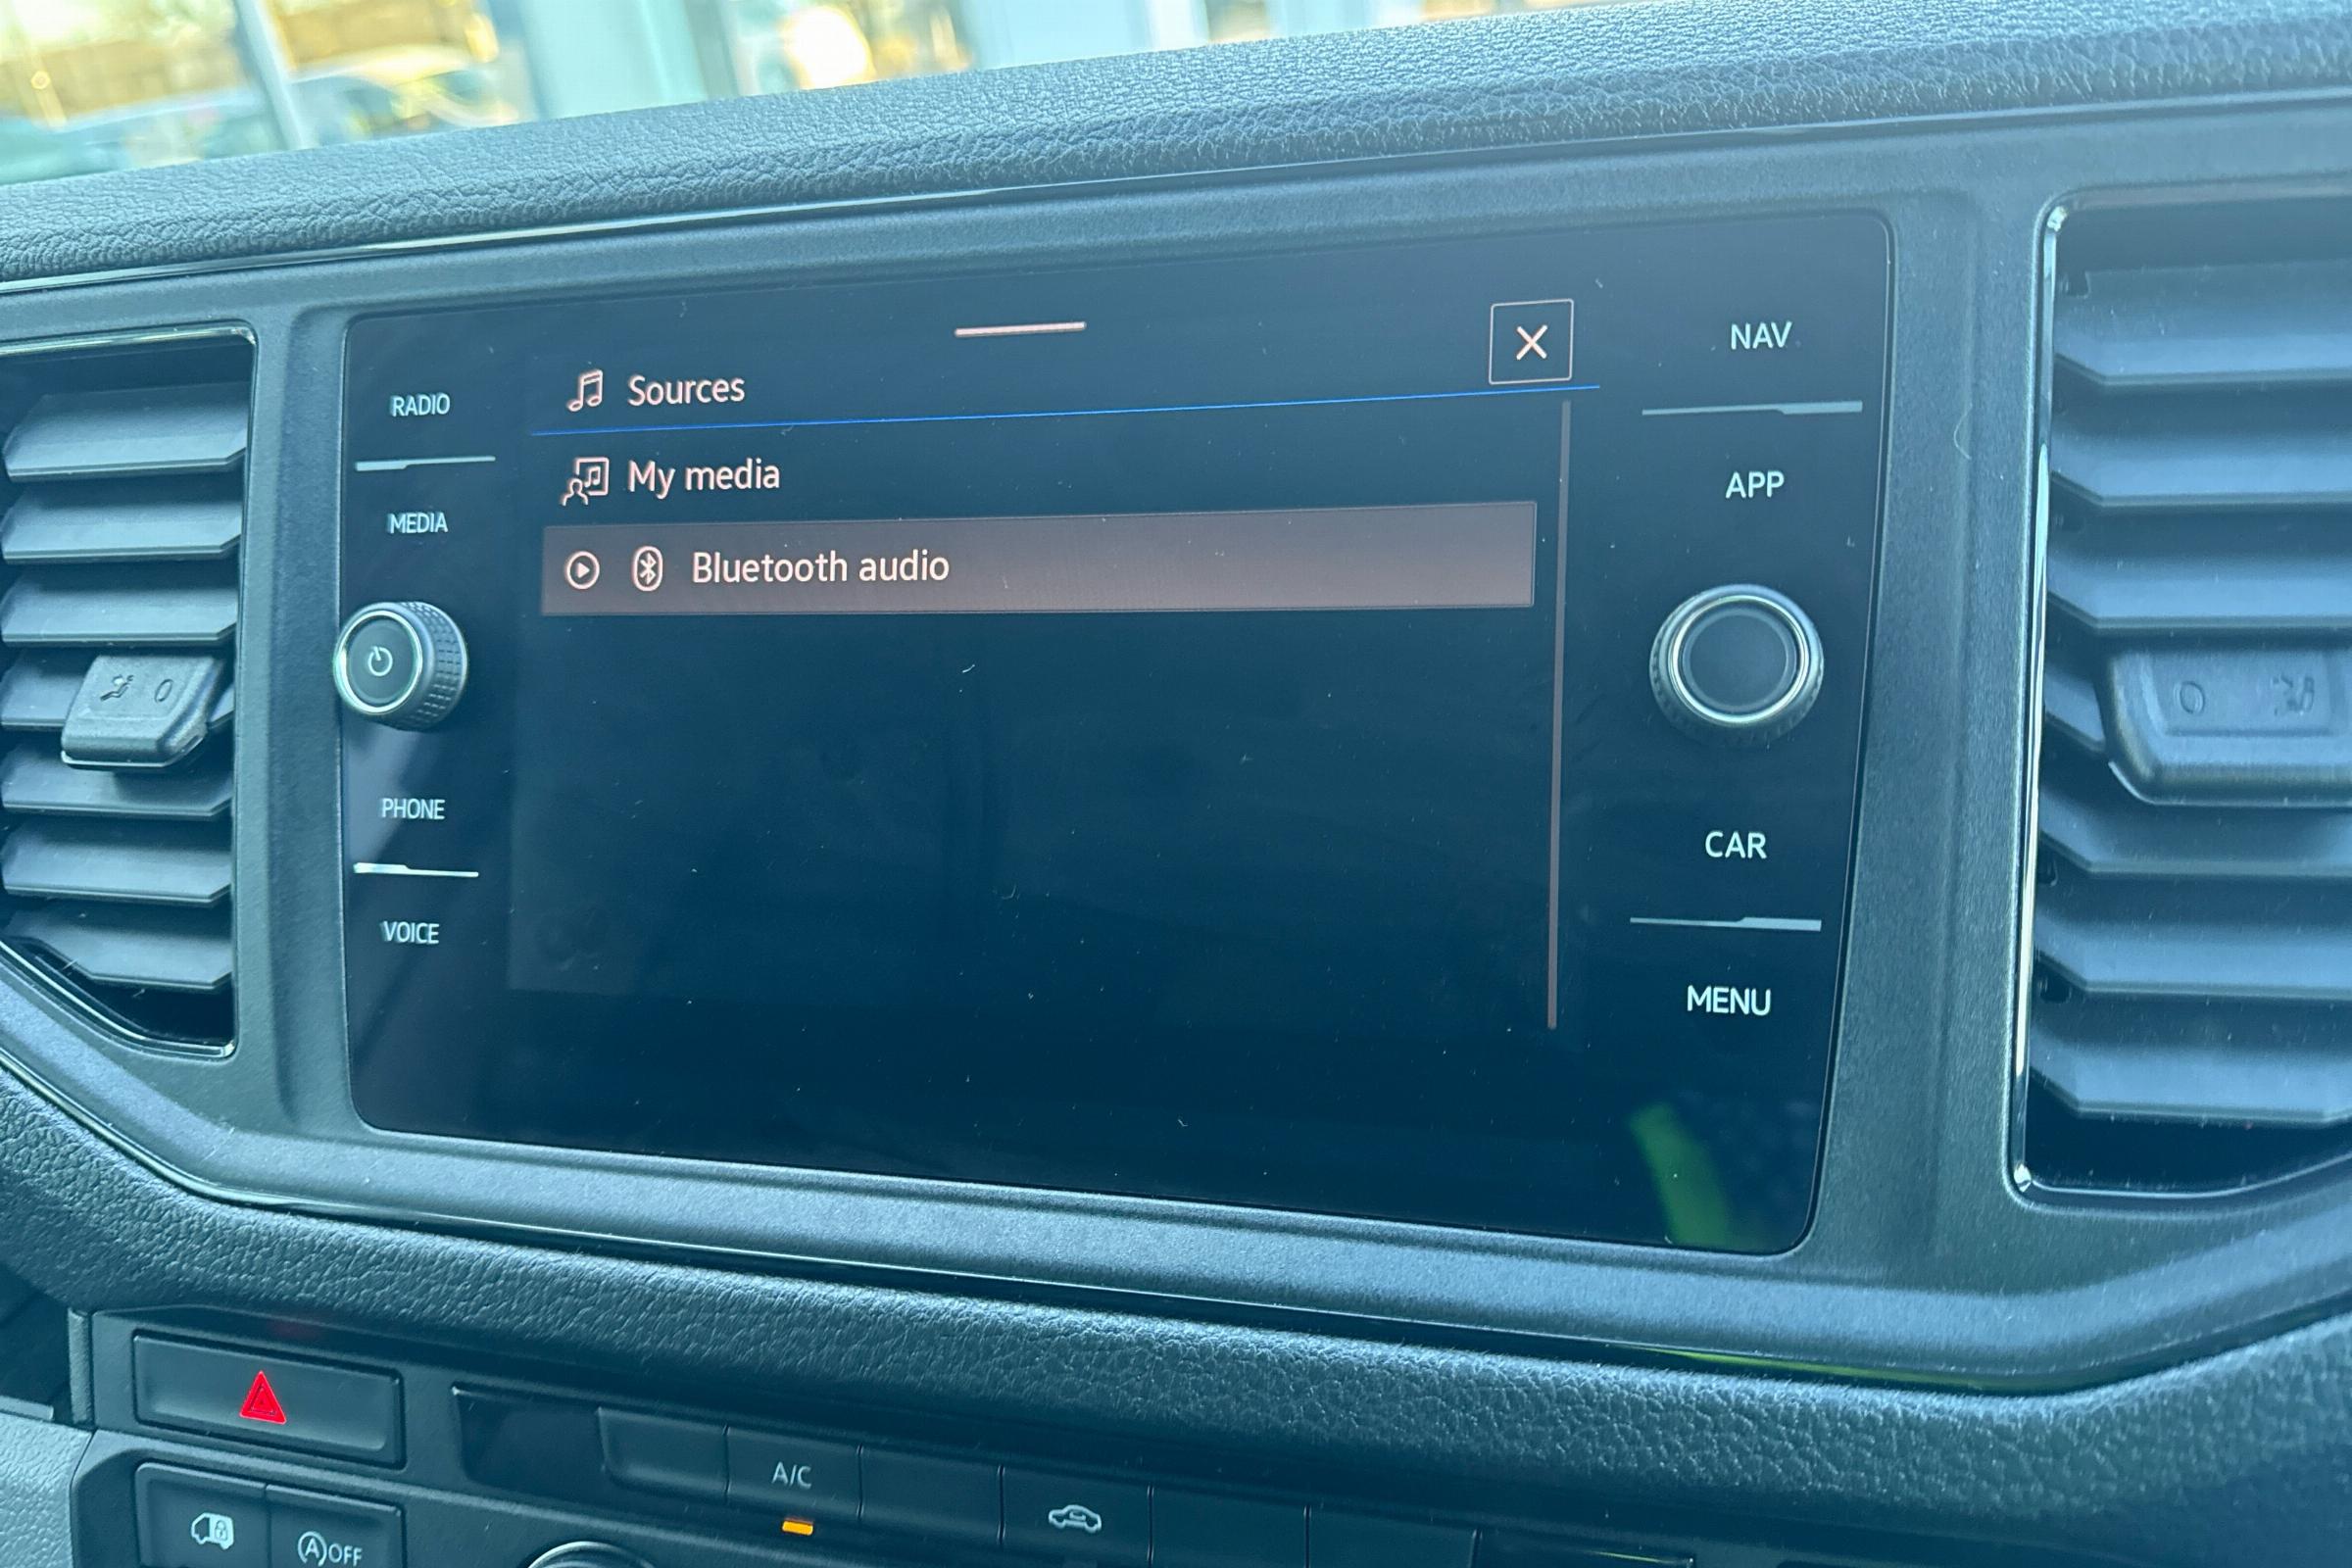 RADIO
MEDIA
PHONE
VOICE
Sources
My media
Bluetooth audio
NAV
APP
CAR
MENU
A/C
A OFF